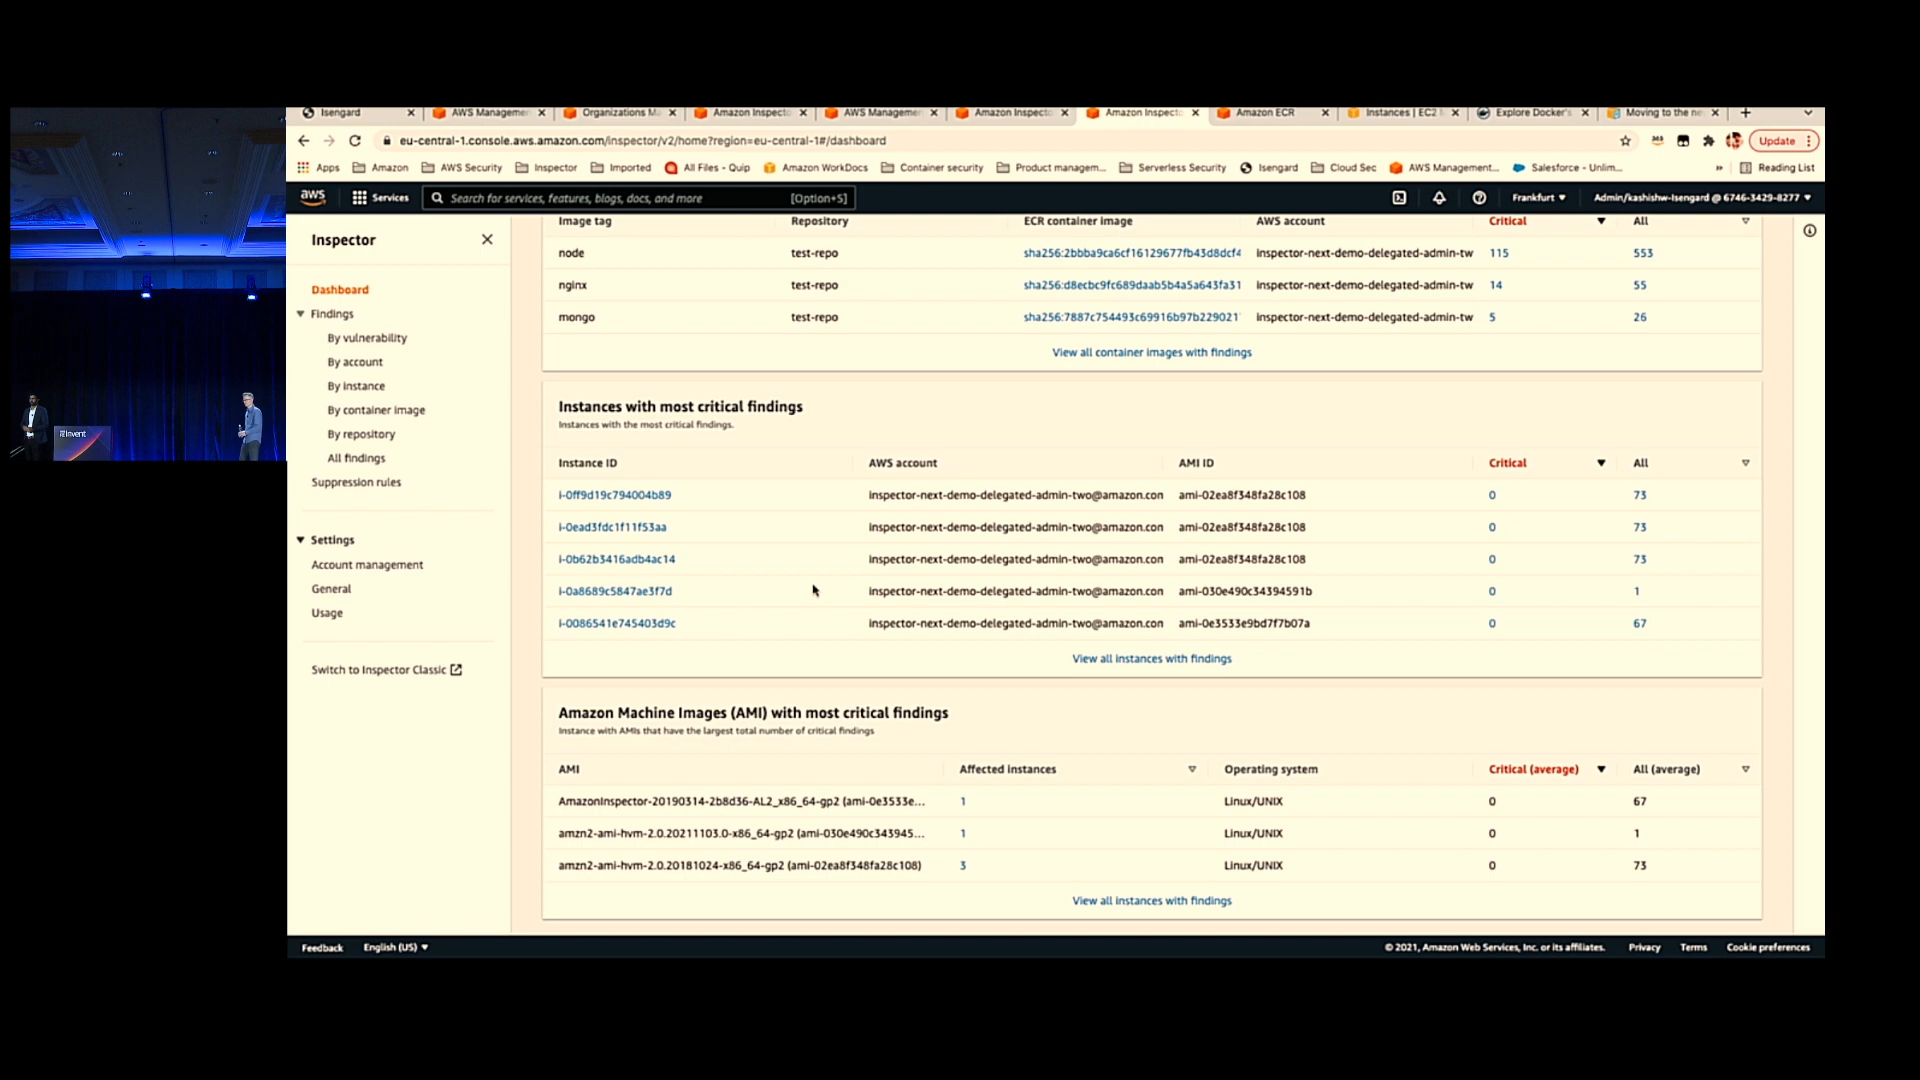 Isengard
AWS Manageme
Organizations M
Amazon Inspect
AWS Manageme
Amazon Inspect
Amazon Inspect
Amazon ECR
Instances | EC2
Explore Docker's
Moving to the ne
eu-central-1.console.aws.amazon.com/inspector/v2/home?region=eu-central-1#/dashboard
Update
Apps
Amazon
AWS Security
Inspector
Imported
All Files - Quip
Amazon WorkDocs
Container security
Product managem...
Serverless Security
Isengard
Cloud Sec
AWS Management...
Salesforce - Unlim...
»
Reading List
aws
Services
Search for services, features, blogs, docs, and more
[Option+S]
Frankfurt
Admin/kashishw-Isengard @ 6746-3429-8277
Inspector
Dashboard
Findings
By vulnerability
By account
By instance
By container image
By repository
All findings
Suppression rules
Settings
Account management
General
Usage
Switch to Inspector Classic
Image tag Repository ECR container image AWS account Critical All
node test-repo sha256:2bbba9ca6cf16129677fb43d8dcf4 inspector-next-demo-delegated-admin-tw 115 553
nginx test-repo sha256:d8ecbc9fc689daab5b4a5a643fa31 inspector-next-demo-delegated-admin-tw 14 55
mongo test-repo sha256:7887c754493c69916b97b229021 inspector-next-demo-delegated-admin-tw 5 26
View all container images with findings
Instances with most critical findings
Instances with the most critical findings.
Instance ID AWS account AMI ID Critical All
i-0ff9d19c794004b89 inspector-next-demo-delegated-admin-two@amazon.con ami-02ea8f348fa28c108 0 73
i-0ead3fdc1f11f53aa inspector-next-demo-delegated-admin-two@amazon.con ami-02ea8f348fa28c108 0 73
i-0b62b3416adb4ac14 inspector-next-demo-delegated-admin-two@amazon.con ami-02ea8f348fa28c108 0 73
i-0a8689c5847ae3f7d inspector-next-demo-delegated-admin-two@amazon.con ami-030e490c34394591b 0 1
i-0086541e745403d9c inspector-next-demo-delegated-admin-two@amazon.con ami-0e3533e9bd7f7b07a 0 67
View all instances with findings
Amazon Machine Images (AMI) with most critical findings
Instance with AMIs that have the largest total number of critical findings
AMI Affected instances Operating system Critical (average) All (average)
AmazonInspector-20190314-2b8d36-AL2_x86_64-gp2 (ami-0e3533e... 1 Linux/UNIX 0 67
amzn2-ami-hvm-2.0.20211103.0-x86_64-gp2 (ami-030e490c343945... 1 Linux/UNIX 0 1
amzn2-ami-hvm-2.0.20181024-x86_64-gp2 (ami-02ea8f348fa28c108) 3 Linux/UNIX 0 73
View all instances with findings
Feedback
English (US)
© 2021, Amazon Web Services, Inc. or its affiliates.
Privacy
Terms
Cookie preferences
re:Invent